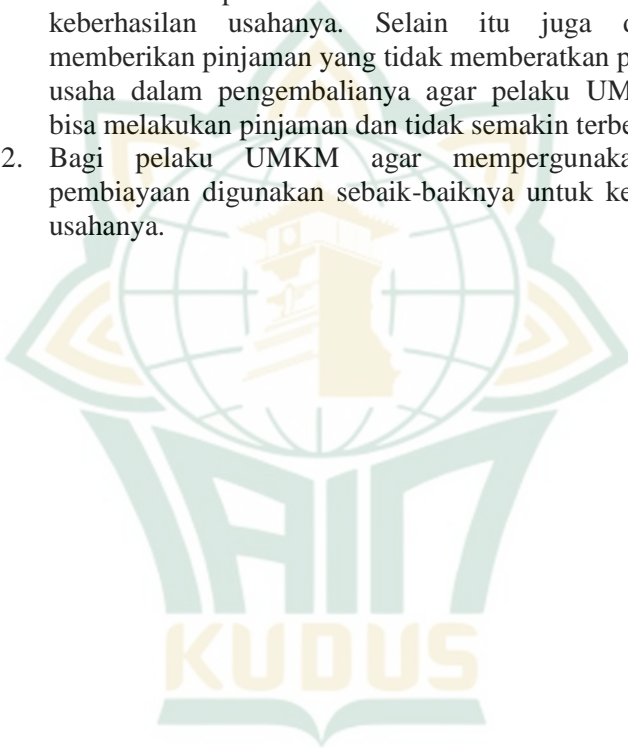 keberhasilan usahanya. Selain itu juga
memberikan pinjaman yang tidak memberatkan
usaha dalam pengembalianya agar pelaku
bisa melakukan pinjaman dan tidak semakin
2. Bagi pelaku UMKM agar
pembiayaan digunakan sebaik-baiknya untuk
usahanya.
IAIN
KUDUS